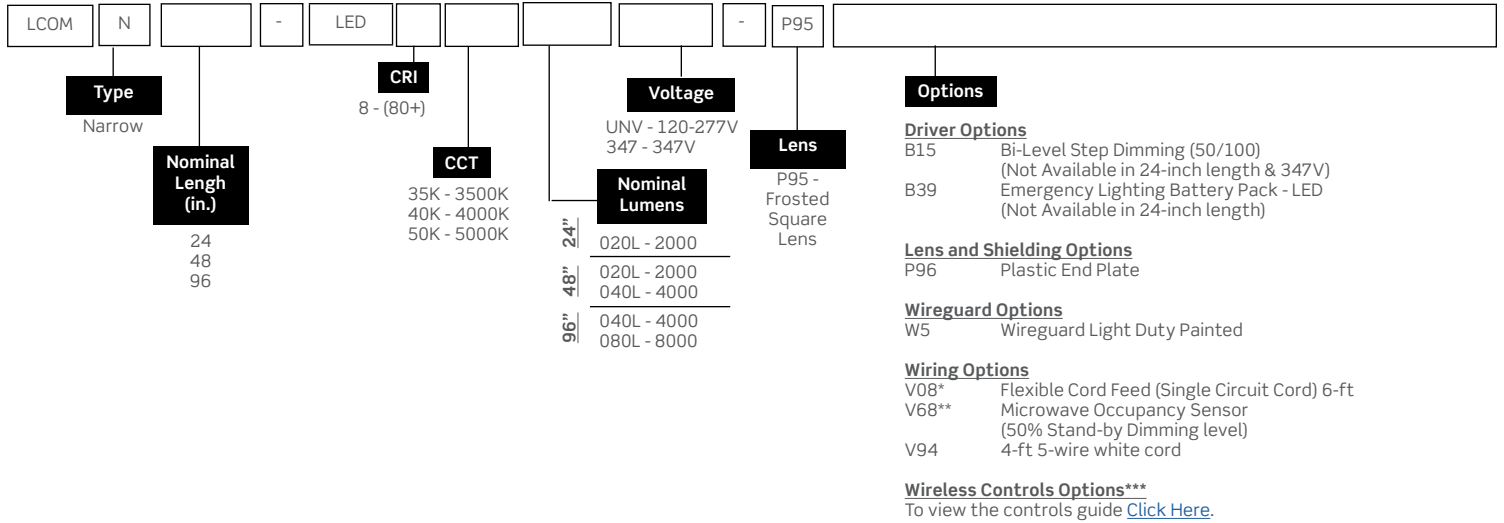 LCOM N - LED - P95
Type
Narrow
Nominal
Lengh
(in.)
24
48
96
CRI
8 - (80+)
CCT
35K - 3500K
40K - 4000K
50K - 5000K
Nominal
Lumens
24” 020L - 2000
48” 020L - 2000
040L - 4000
96” 040L - 4000
080L - 8000
Voltage
UNV - 120-277V
347 - 347V
Lens
P95 -
Frosted
Square
Lens
Options
Driver Options
B15 Bi-Level Step Dimming (50/100)
(Not Available in 24-inch length & 347V)
B39 Emergency Lighting Battery Pack - LED
(Not Available in 24-inch length)
Lens and Shielding Options
P96 Plastic End Plate
Wireguard Options
W5 Wireguard Light Duty Painted
Wiring Options
V08* Flexible Cord Feed (Single Circuit Cord) 6-ft
V68** Microwave Occupancy Sensor
(50% Stand-by Dimming level)
V94 4-ft 5-wire white cord
Wireless Controls Options***
To view the controls guide Click Here.